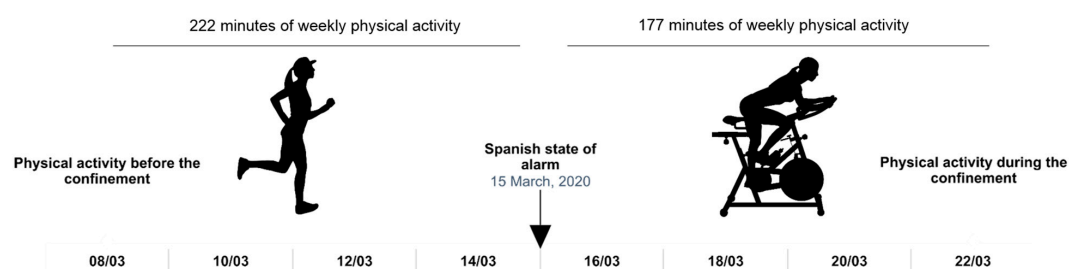 222 minutes of weekly physical activity
177 minutes of weekly physical activity
Physical activity before the
confinement
Spanish state of
alarm
15 March, 2020
Physical activity during the
confinement
08/03
10/03
12/03
14/03
16/03
18/03
20/03
22/03